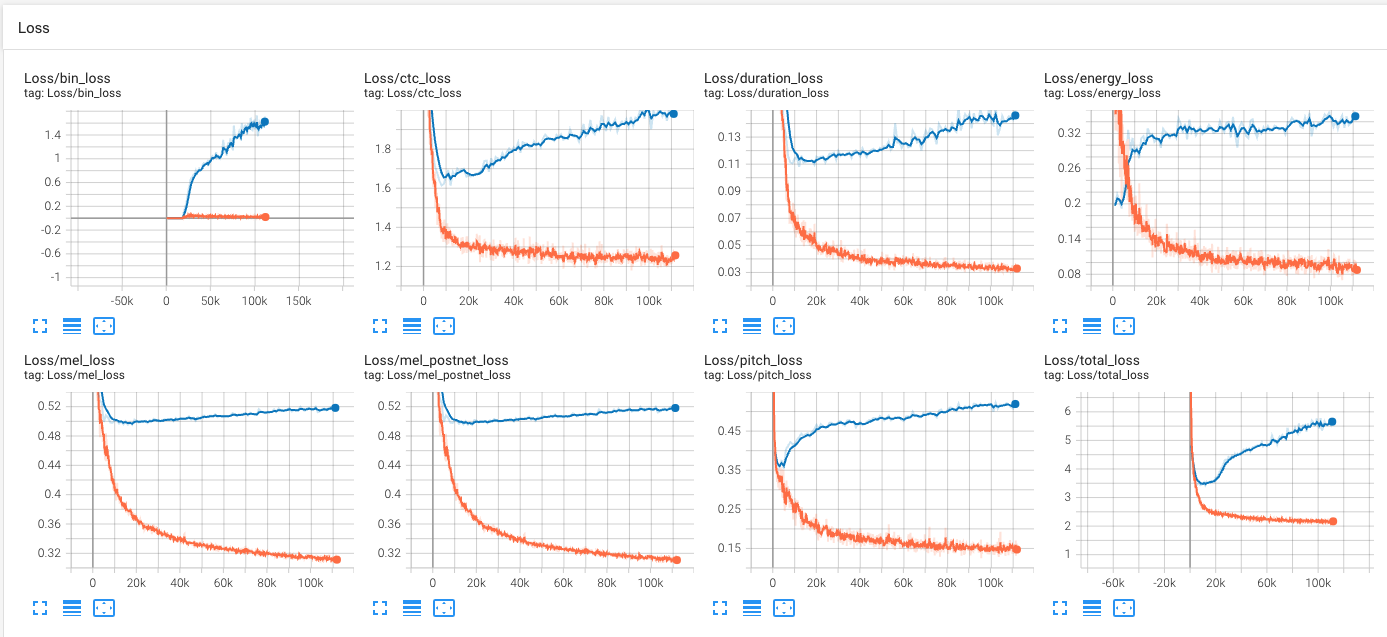 Loss
Loss/bin_loss
tag: Loss/bin_loss
1.4
1
0.6
0.2
-0.2
-0.6
-1
-50k 0 50k 100k 150k
Loss/ctc_loss
tag: Loss/ctc_loss
1.8
1.6
1.4
1.2
0 20k 40k 60k 80k 100k
Loss/duration_loss
tag: Loss/duration_loss
0.13
0.11
0.09
0.07
0.05
0.03
0 20k 40k 60k 80k 100k
Loss/energy_loss
tag: Loss/energy_loss
0.32
0.26
0.2
0.14
0.08
0 20k 40k 60k 80k 100k
Loss/mel_loss
tag: Loss/mel_loss
0.52
0.48
0.44
0.4
0.36
0.32
0 20k 40k 60k 80k 100k
Loss/mel_postnet_loss
tag: Loss/mel_postnet_loss
0.52
0.48
0.44
0.4
0.36
0.32
0 20k 40k 60k 80k 100k
Loss/pitch_loss
tag: Loss/pitch_loss
0.45
0.35
0.25
0.15
0 20k 40k 60k 80k 100k
Loss/total_loss
tag: Loss/total_loss
6
5
4
3
2
1
-60k -20k 20k 60k 100k